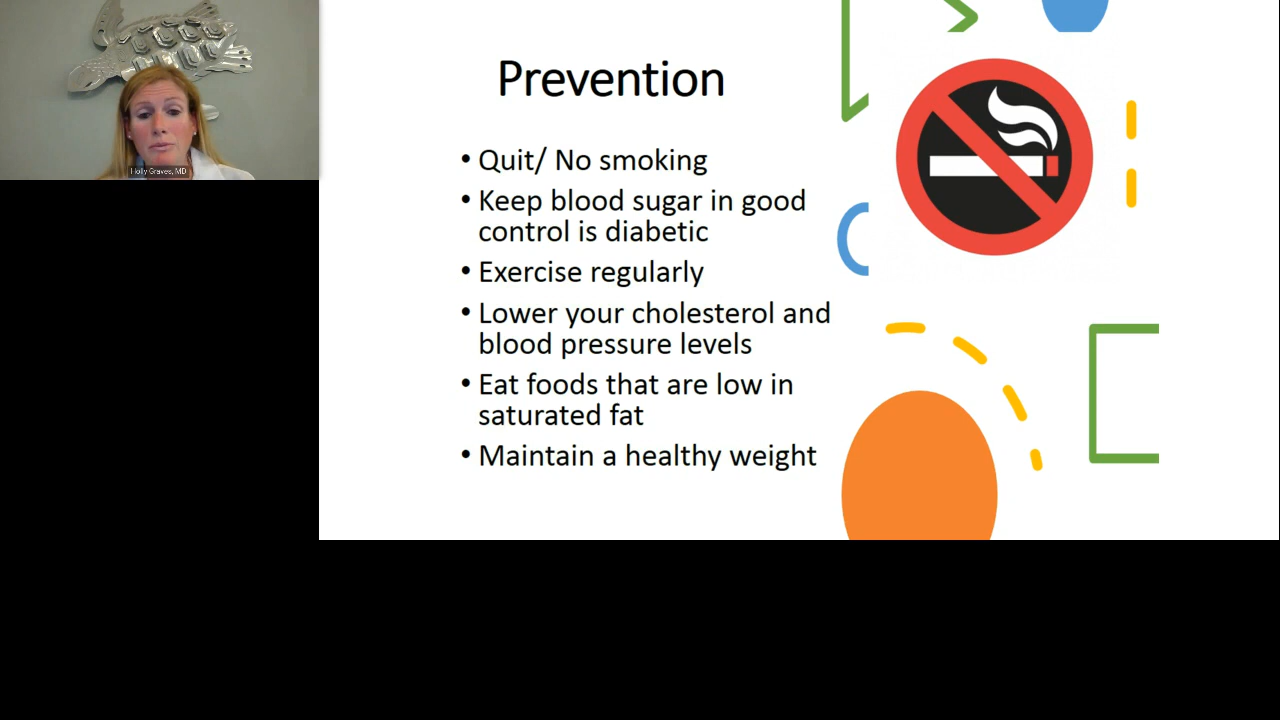 Holly Graves, MD
Prevention
• Quit/ No smoking
• Keep blood sugar in good
control is diabetic
• Exercise regularly
• Lower your cholesterol and
blood pressure levels
• Eat foods that are low in
saturated fat
• Maintain a healthy weight